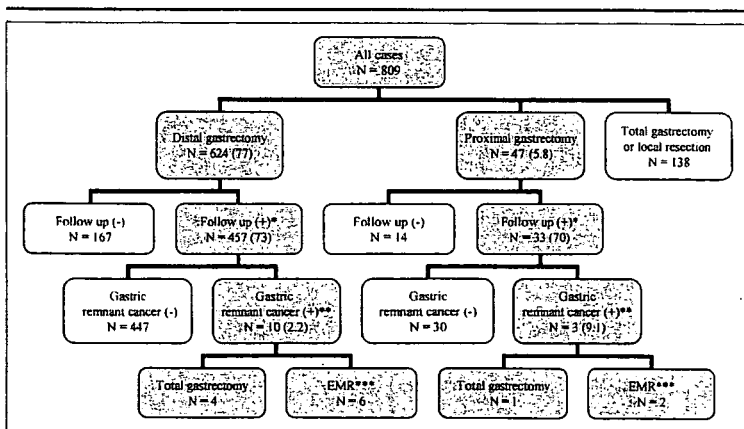 All cases
N = 809
Distal gastrectomy
N = 624 (77)
Proximal gastrectomy
N = 47 (5.8)
Total gastrectomy
or local resection
N = 138
Follow up (-)
N = 167
Follow up (+)*
N = 457 (73)
Follow up (-)
N = 14
Follow up (+)*
N = 33 (70)
Gastric
remnant cancer (-)
N = 447
Gastric
remnant cancer (+)**
N = 10 (2.2)
Gastric
remnant cancer (-)
N = 30
Gastric
remnant cancer (+)**
N = 3 (9.1)
Total gastrectomy
N = 4
EMR***
N = 6
Total gastrectomy
N = 1
EMR***
N = 2